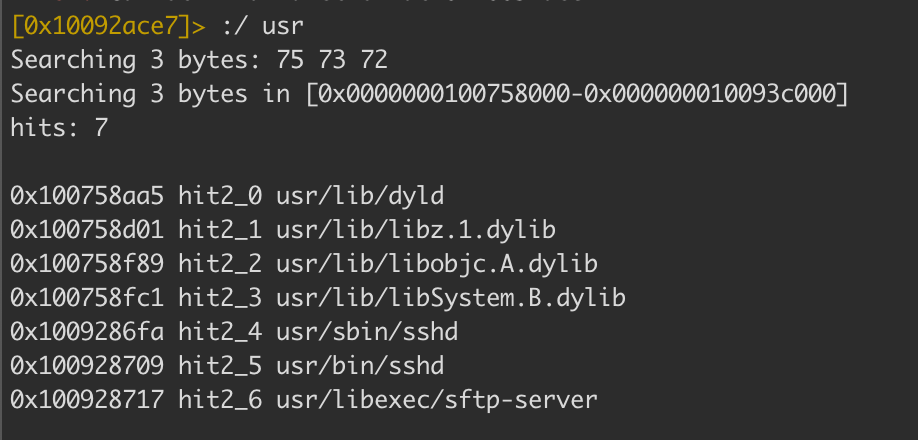 [0x10092ace7]> :/ usr
Searching 3 bytes: 75 73 72
Searching 3 bytes in [0x0000000100758000-0x000000010093c000]
hits: 7
0x100758aa5 hit2_0 usr/lib/dyld
0x100758d01 hit2_1 usr/lib/libz.1.dylib
0x100758f89 hit2_2 usr/lib/libobjc.A.dylib
0x100758fc1 hit2_3 usr/lib/libSystem.B.dylib
0x1009286fa hit2_4 usr/sbin/sshd
0x100928709 hit2_5 usr/bin/sshd
0x100928717 hit2_6 usr/libexec/sftp-server